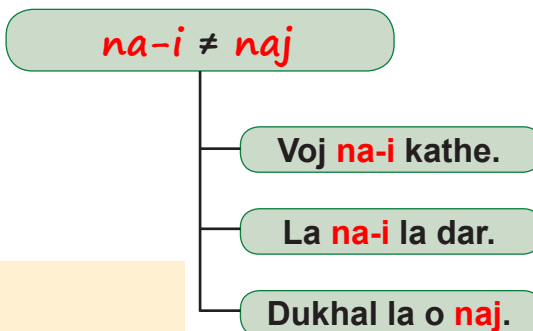 na-i ≠ naj
Voj na-i kathe.
La na-i la dar.
Dukhal la o naj.